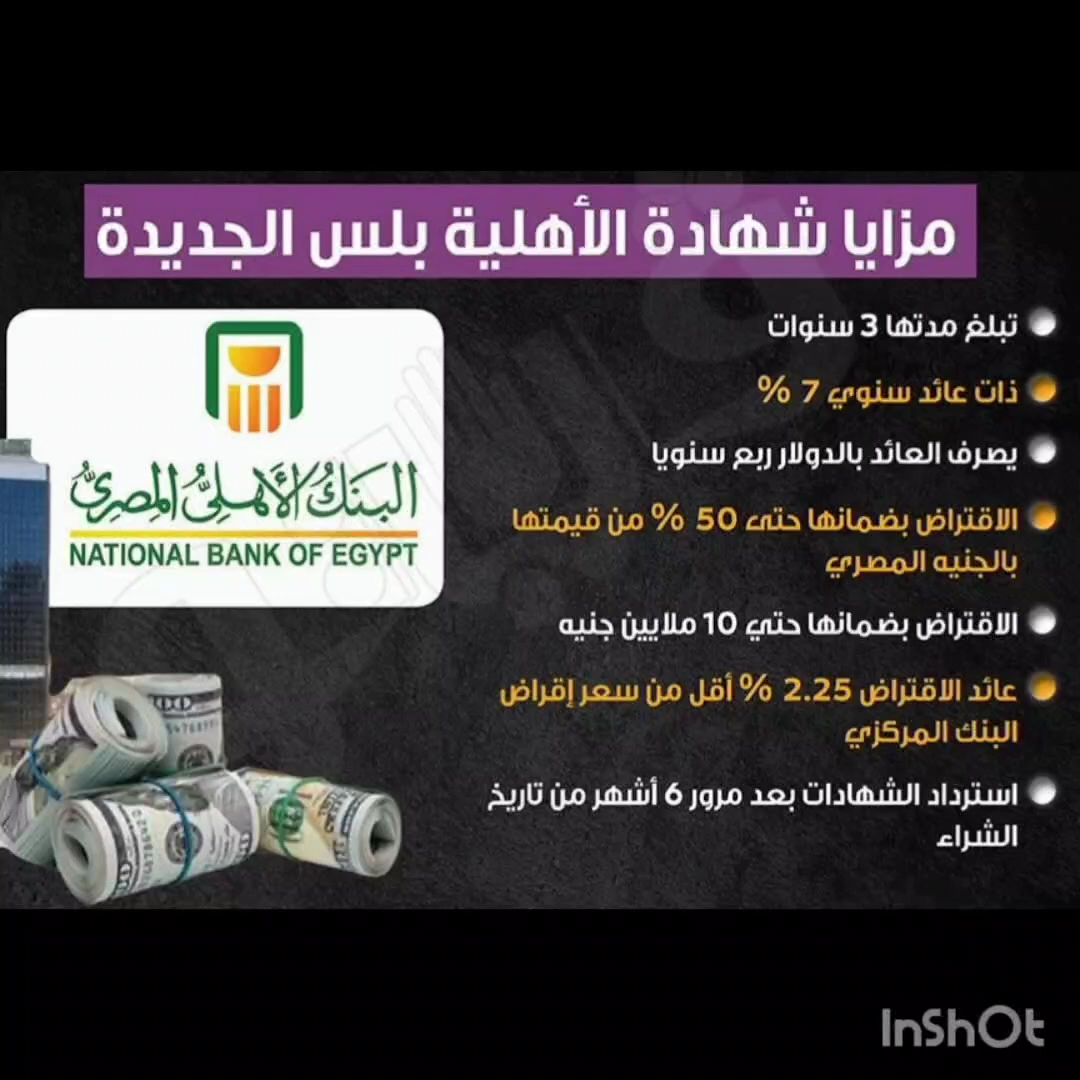 مزايا شهادة الأهلية بلس الجديدة
تبلغ مدتها 3 سنوات
ذات عائد سنوي 7 %
يصرف العائد بالدولار ربع سنويا
الاقتراض بضمانها حتى 50 % من قيمتها
بالجنيه المصري
الاقتراض بضمانها حتي 10 ملايين جنيه
عائد الاقتراض 2.25 % أقل من سعر إقراض
البنك المركزي
استرداد الشهادات بعد مرور 6 أشهر من تاريخ
الشراء
البنك الأهلي المصري
NATIONAL BANK OF EGYPT
InShOt